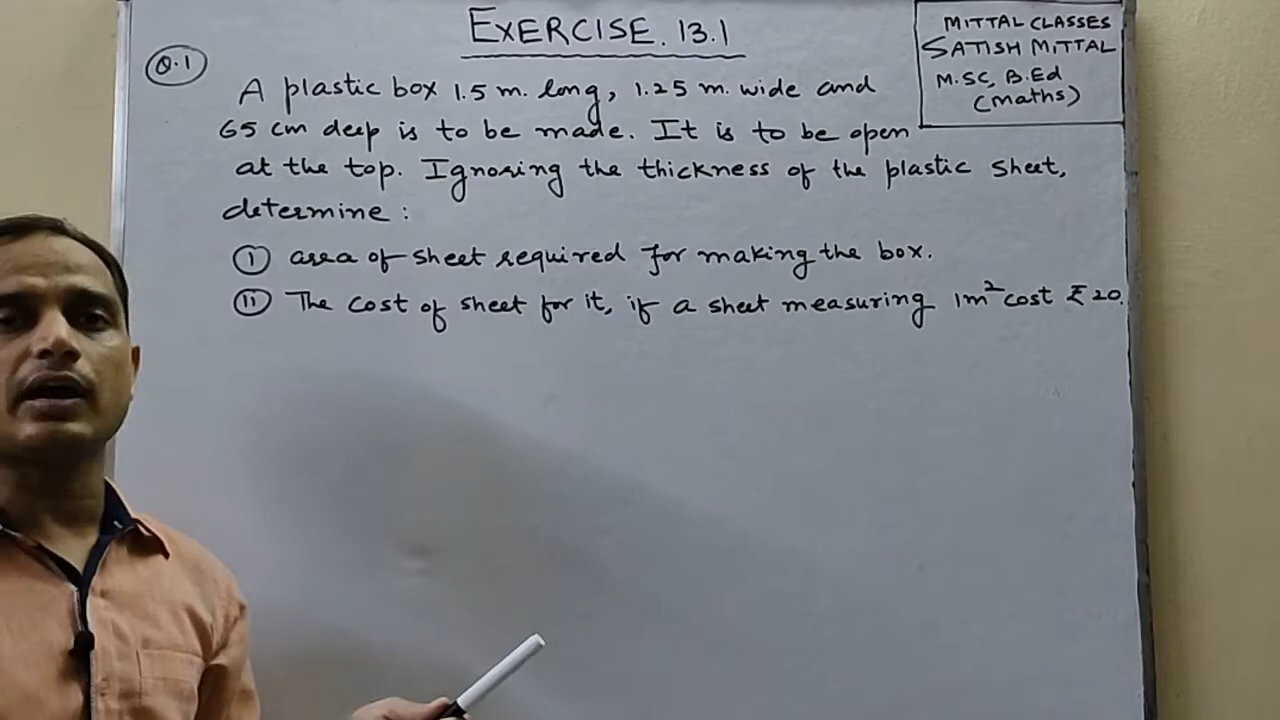 EXERCISE. 13.1
MITTAL CLASSES
SATISH MITTAL
M.SC, B.Ed
(Maths)
Q.1
A plastic box 1.5 m. long, 1.25 m. wide and
65 cm deep is to be made. It is to be open
at the top. Ignoring the thickness of the plastic sheet,
determine :
(I) area of sheet required for making the box.
(II) The cost of sheet for it, if a sheet measuring 1m² cost ₹ 20.